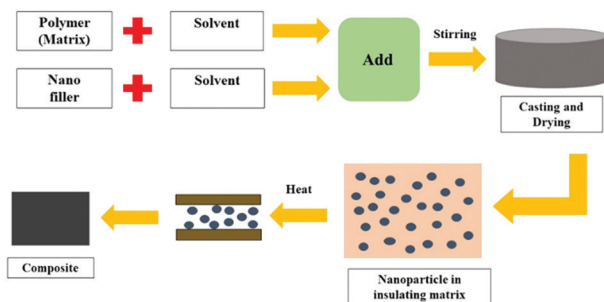 Polymer
(Matrix)
Solvent
Nano
filler
Solvent
Add
Stirring
Casting and
Drying
Heat
Composite
Nanoparticle in
insulating matrix